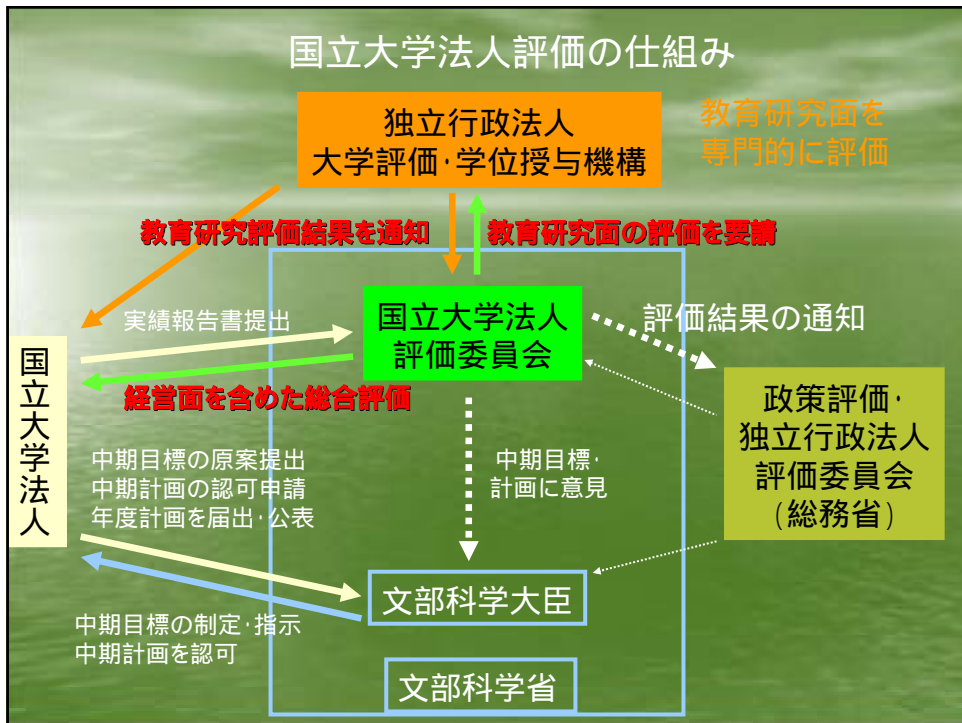 国立大学法人評価の仕組み
独立行政法人
大学評価・学位授与機構
教育研究面を
専門的に評価
教育研究評価結果を通知
教育研究面の評価を要請
実績報告書提出
国立大学法人
評価委員会
評価結果の通知
国立大学法人
経営面を含めた総合評価
政策評価・
独立行政法人
評価委員会
(総務省)
中期目標の原案提出
中期計画の認可申請
年度計画を届出・公表
中期目標・
計画に意見
文部科学大臣
中期目標の制定・指示
中期計画を認可
文部科学省